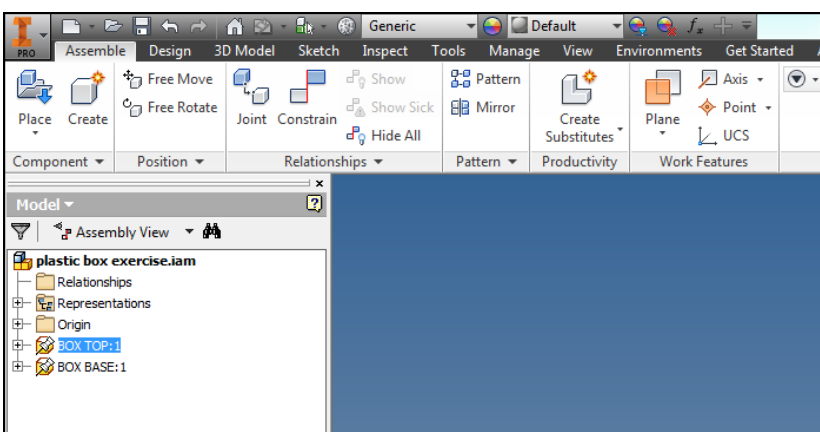 Generic
Default
PRO
Assemble Design 3D Model Sketch Inspect Tools Manage View Environments Get Started
Place
Create
Free Move
Free Rotate
Joint Constrain
Show
Show Sick
Hide All
Pattern
Mirror
Create
Substitutes
Plane
Axis
Point
UCS
Component Position Relationships Pattern Productivity Work Features
Model
Assembly View
plastic box exercise.iam
Relationships
Representations
Origin
BOX TOP:1
BOX BASE:1